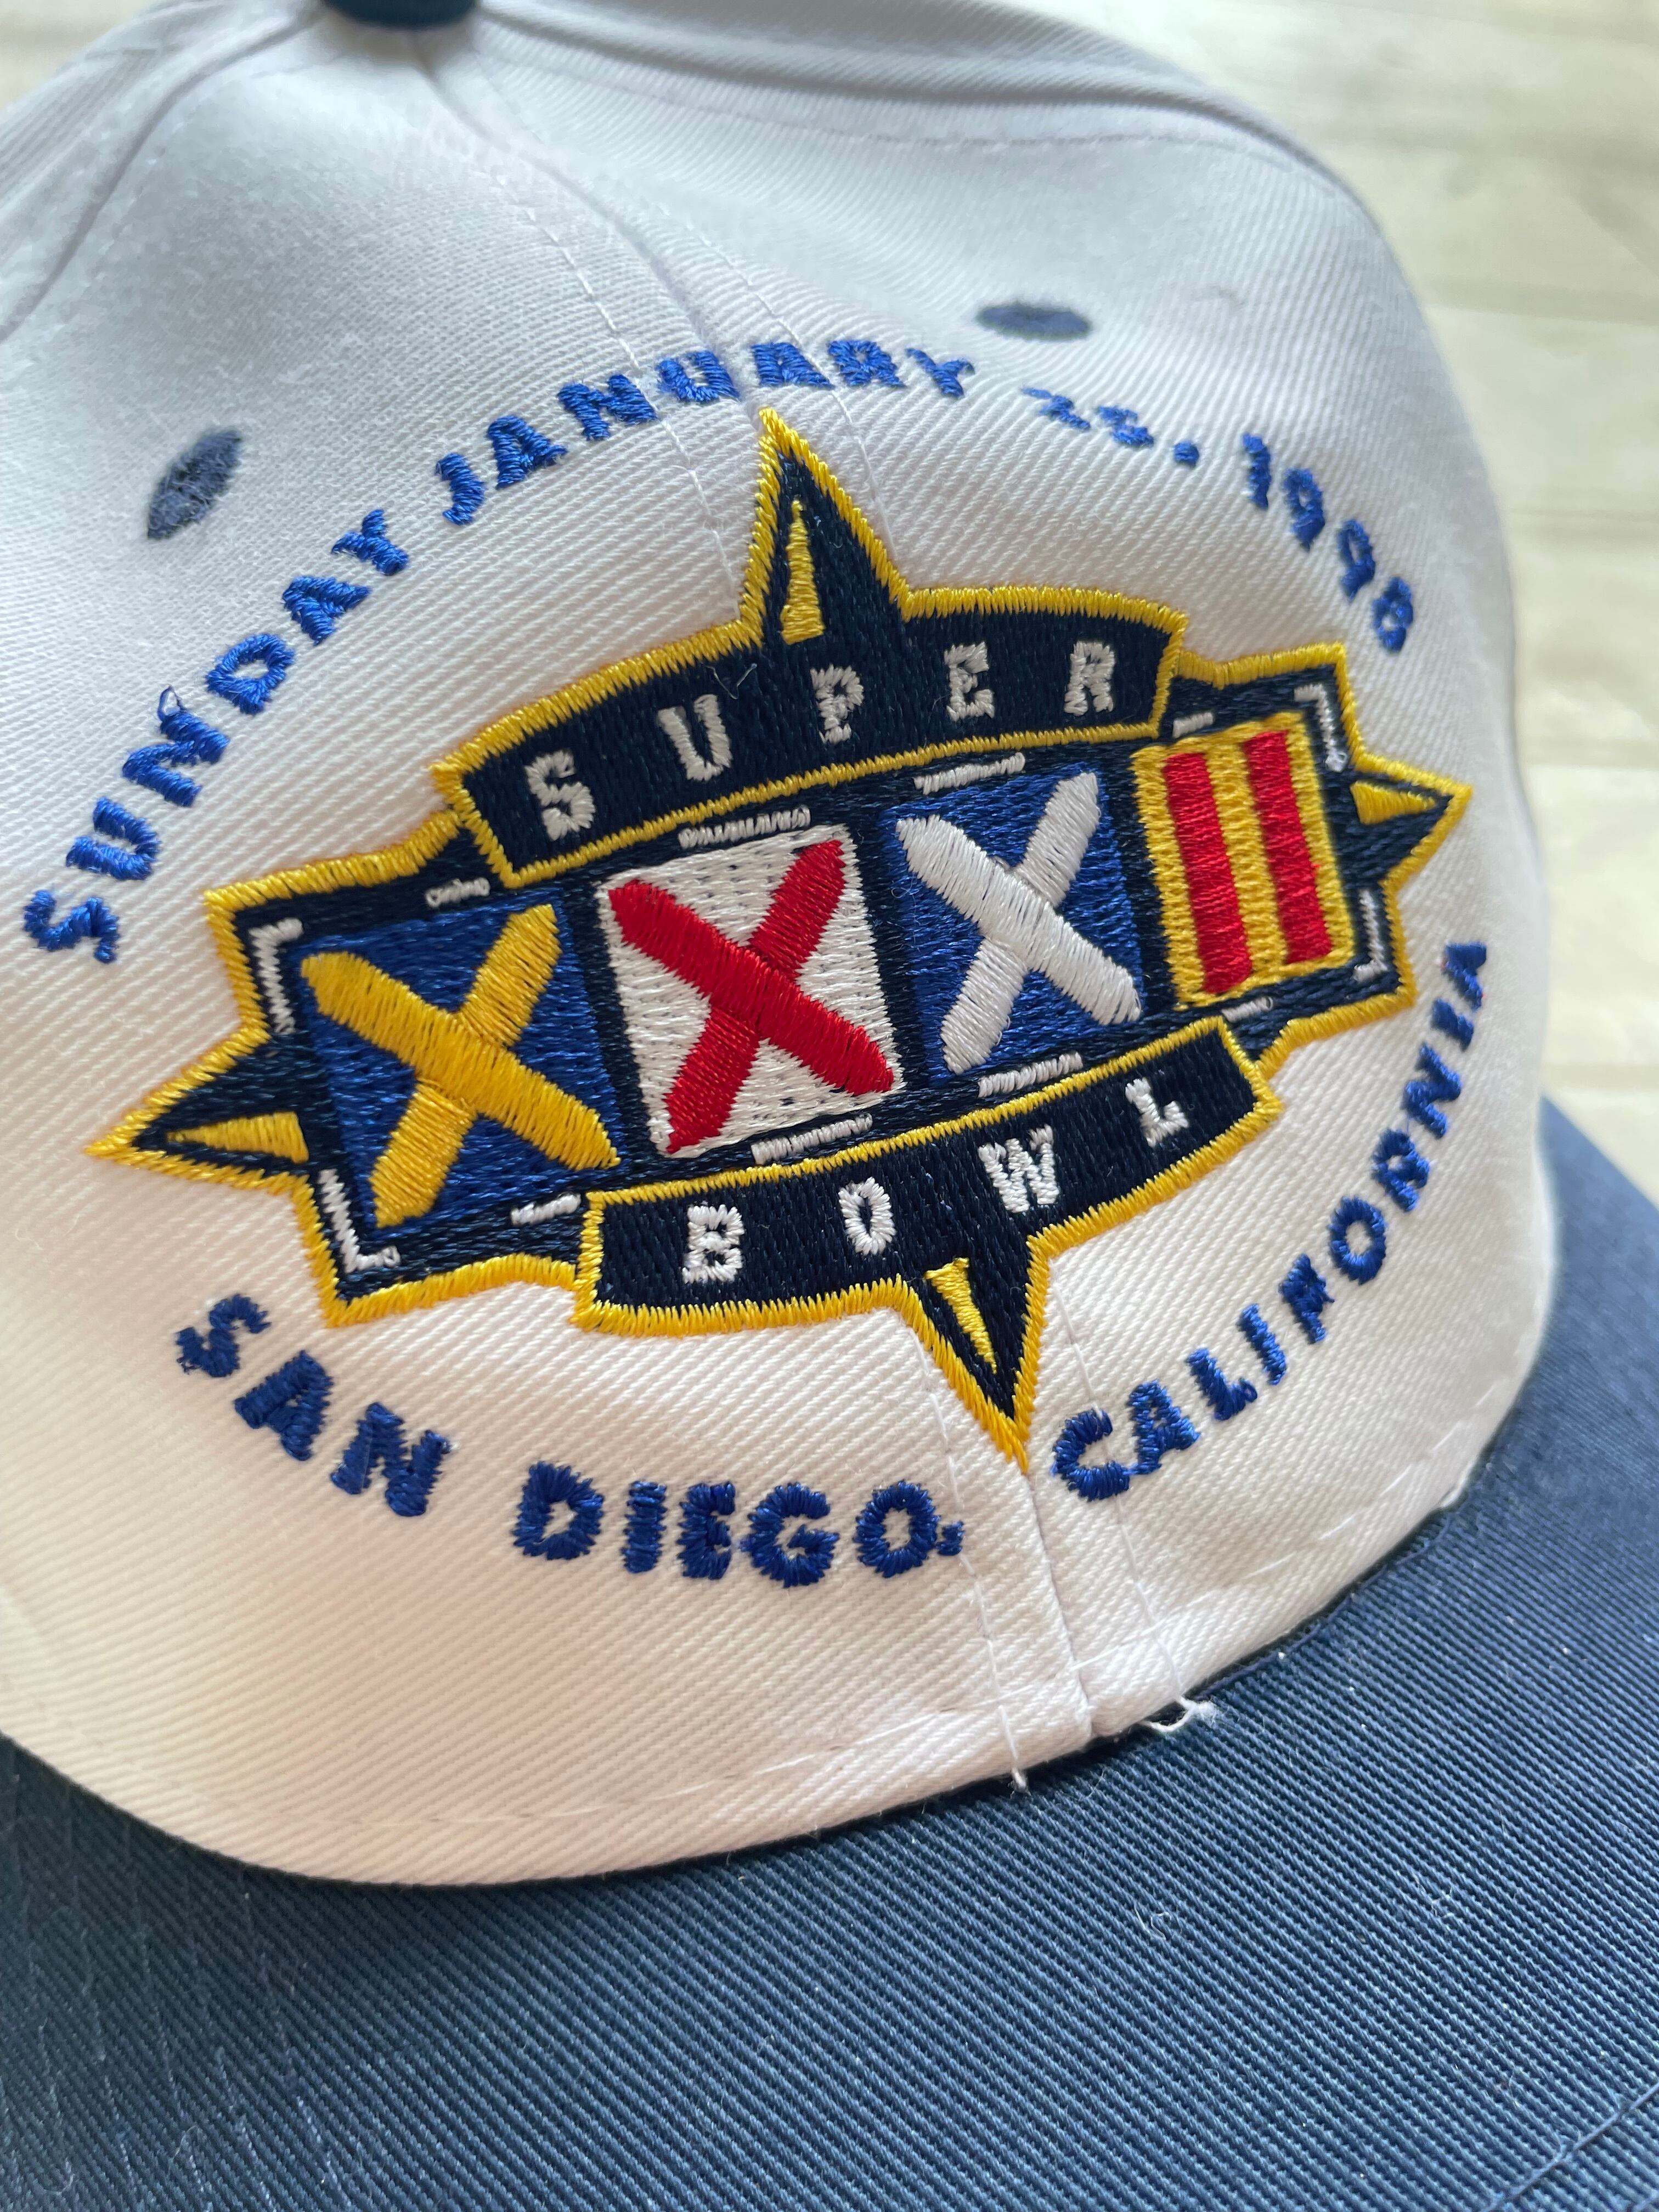 SUNDAY JANUARY 25, 1998
SUPER
XXXII
BOWL
SAN DIEGO, CALIFORNIA